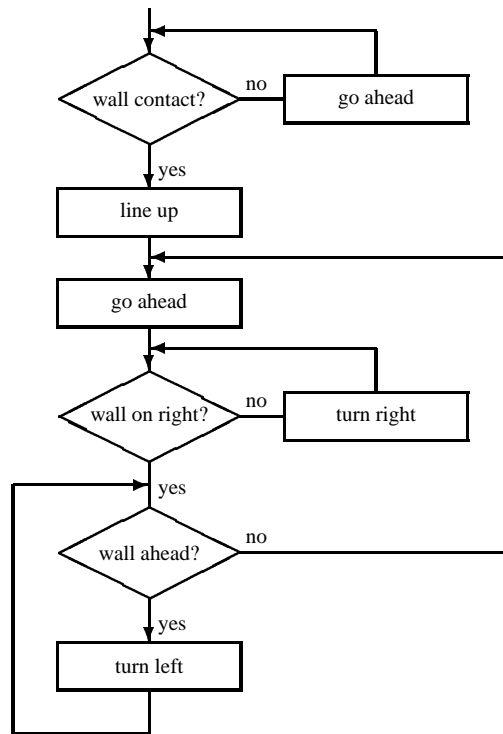 wall contact?
no
go ahead
yes
line up
go ahead
wall on right?
no
turn right
yes
wall ahead?
no
yes
turn left